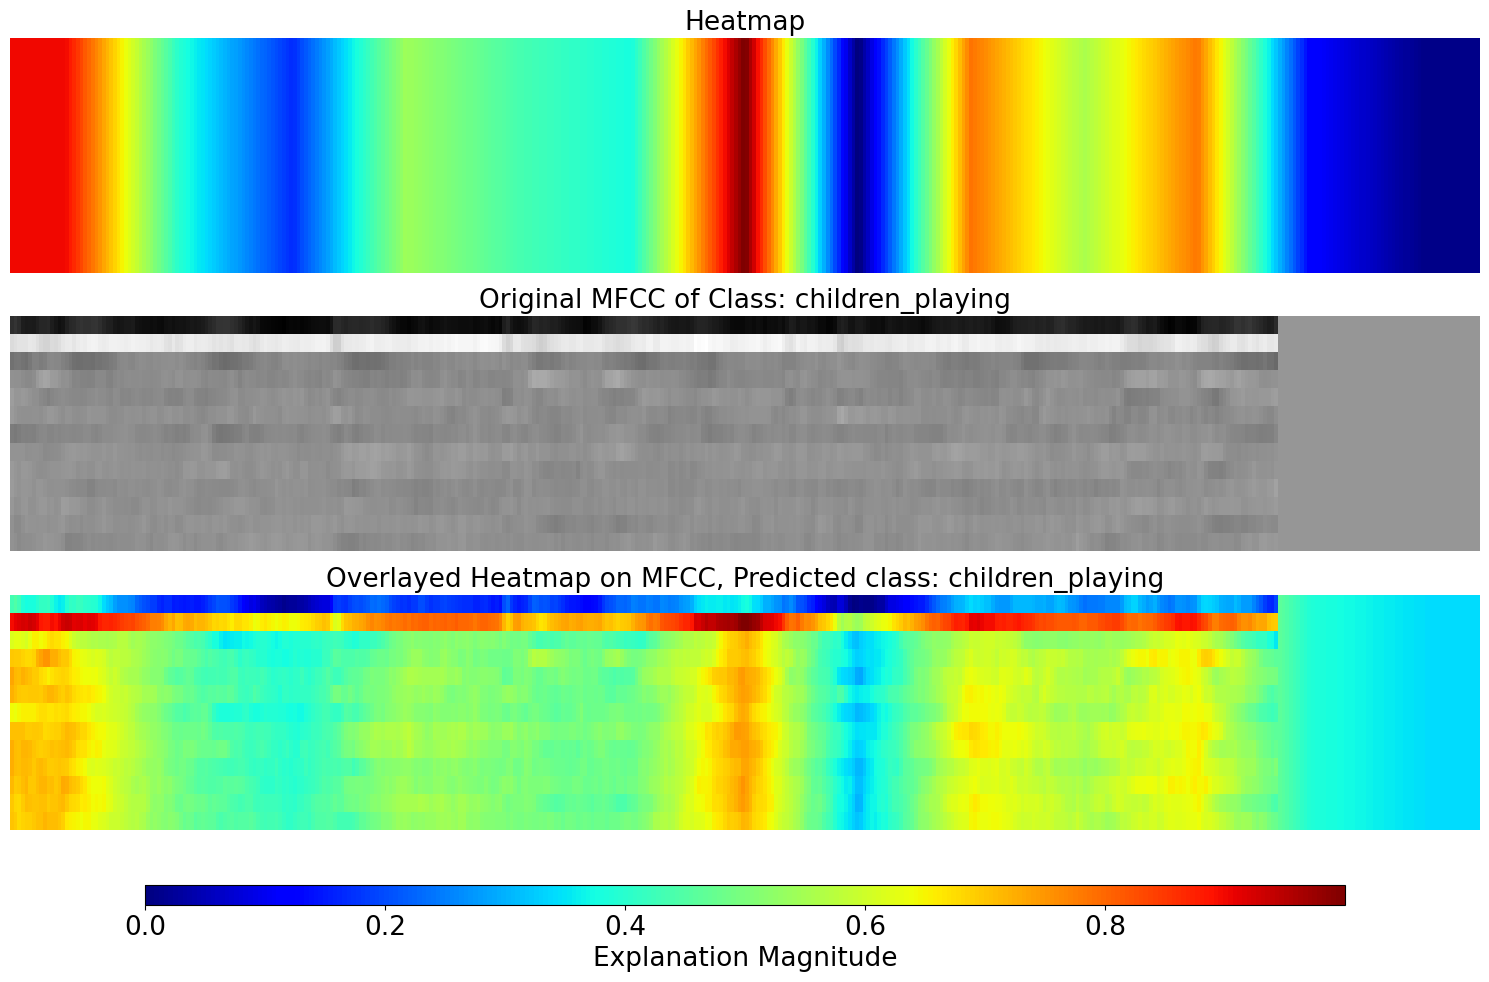 Heatmap
Original MFCC of Class: children_playing
Overlayed Heatmap on MFCC, Predicted class: children_playing
0.0 0.2 0.4 0.6 0.8
Explanation Magnitude